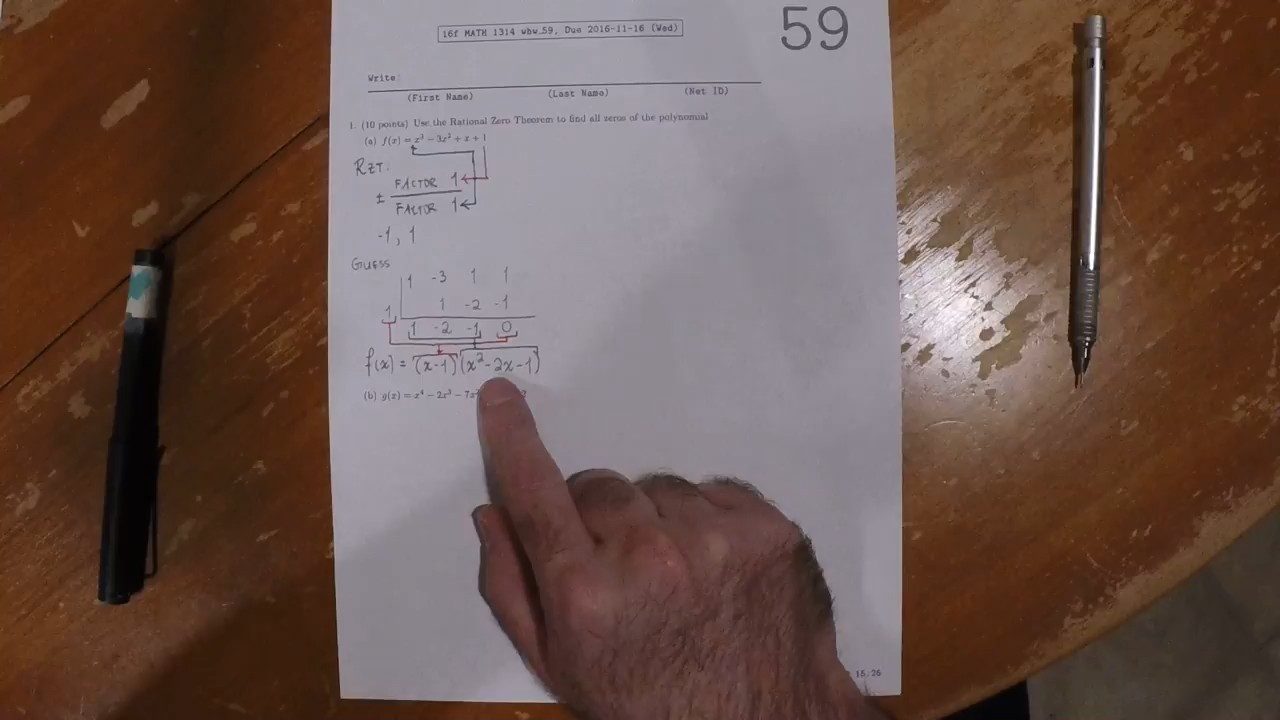 16f MATH 1314 whw_59, Due 2016-11-16 (Wed)
59
Write:
(First Name) (Last Name) (Net ID)
1. (10 points) Use the Rational Zero Theorem to find all zeros of the polynomial
(a) f(x) = x³ − 3x² + x + 1
RZT:
± FACTOR 1
FACTOR 1
-1, 1
GUESS
1 -3 1 1
1 1 -2 -1
1 -2 -1 0
f(x) = (x-1)(x²-2x-1)
(b) g(x) = x⁴ − 2x³ − 7x